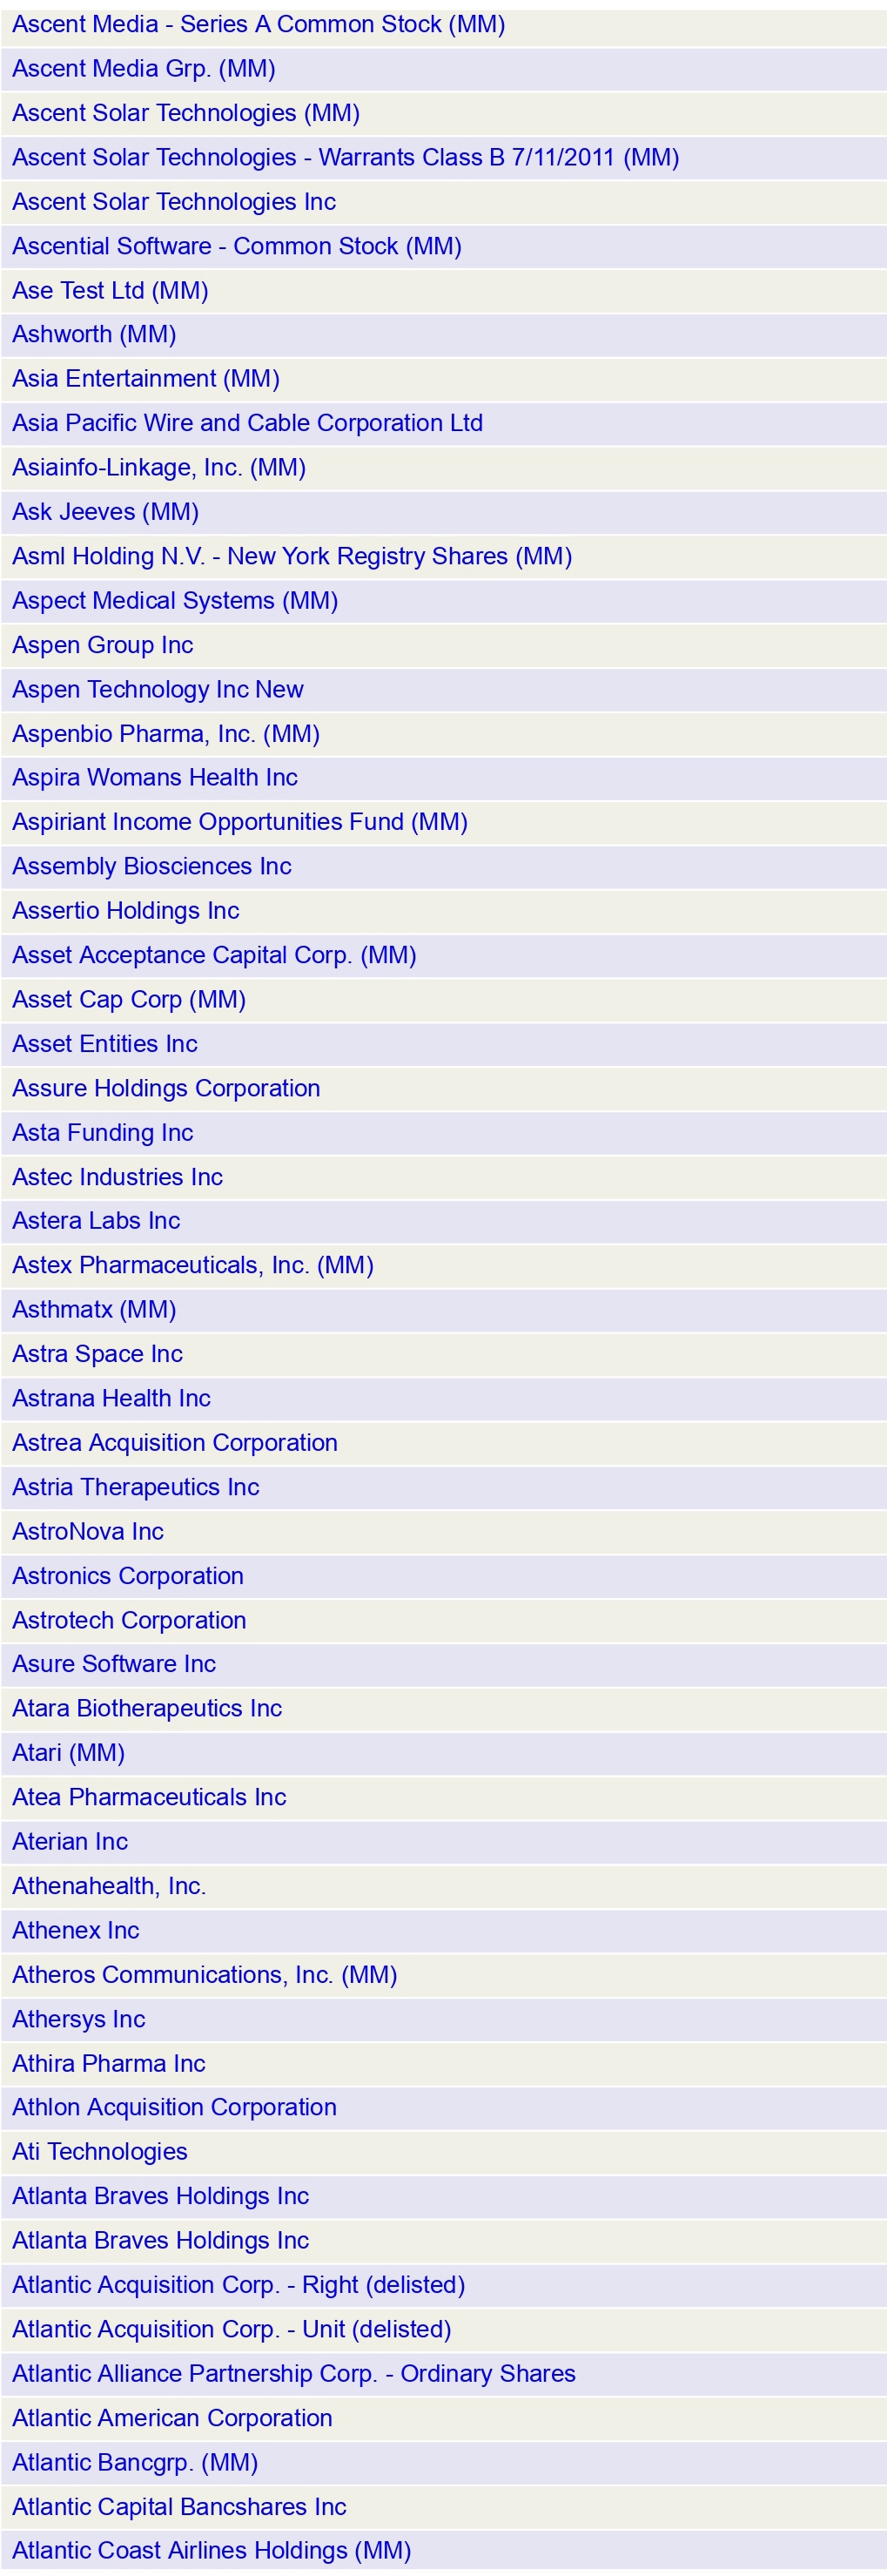 Ascent Media - Series A Common Stock (MM)
Ascent Media Grp. (MM)
Ascent Solar Technologies (MM)
Ascent Solar Technologies - Warrants Class B 7/11/2011 (MM)
Ascent Solar Technologies Inc
Ascential Software - Common Stock (MM)
Ase Test Ltd (MM)
Ashworth (MM)
Asia Entertainment (MM)
Asia Pacific Wire and Cable Corporation Ltd
Asiainfo-Linkage, Inc. (MM)
Ask Jeeves (MM)
Asml Holding N.V. - New York Registry Shares (MM)
Aspect Medical Systems (MM)
Aspen Group Inc
Aspen Technology Inc New
Aspenbio Pharma, Inc. (MM)
Aspira Womans Health Inc
Aspiriant Income Opportunities Fund (MM)
Assembly Biosciences Inc
Assertio Holdings Inc
Asset Acceptance Capital Corp. (MM)
Asset Cap Corp (MM)
Asset Entities Inc
Assure Holdings Corporation
Asta Funding Inc
Astec Industries Inc
Astera Labs Inc
Astex Pharmaceuticals, Inc. (MM)
Asthmatx (MM)
Astra Space Inc
Astrana Health Inc
Astrea Acquisition Corporation
Astria Therapeutics Inc
AstroNova Inc
Astronics Corporation
Astrotech Corporation
Asure Software Inc
Atara Biotherapeutics Inc
Atari (MM)
Atea Pharmaceuticals Inc
Aterian Inc
Athenahealth, Inc.
Athenex Inc
Atheros Communications, Inc. (MM)
Athersys Inc
Athira Pharma Inc
Athlon Acquisition Corporation
Ati Technologies
Atlanta Braves Holdings Inc
Atlanta Braves Holdings Inc
Atlantic Acquisition Corp. - Right (delisted)
Atlantic Acquisition Corp. - Unit (delisted)
Atlantic Alliance Partnership Corp. - Ordinary Shares
Atlantic American Corporation
Atlantic Bancgrp. (MM)
Atlantic Capital Bancshares Inc
Atlantic Coast Airlines Holdings (MM)